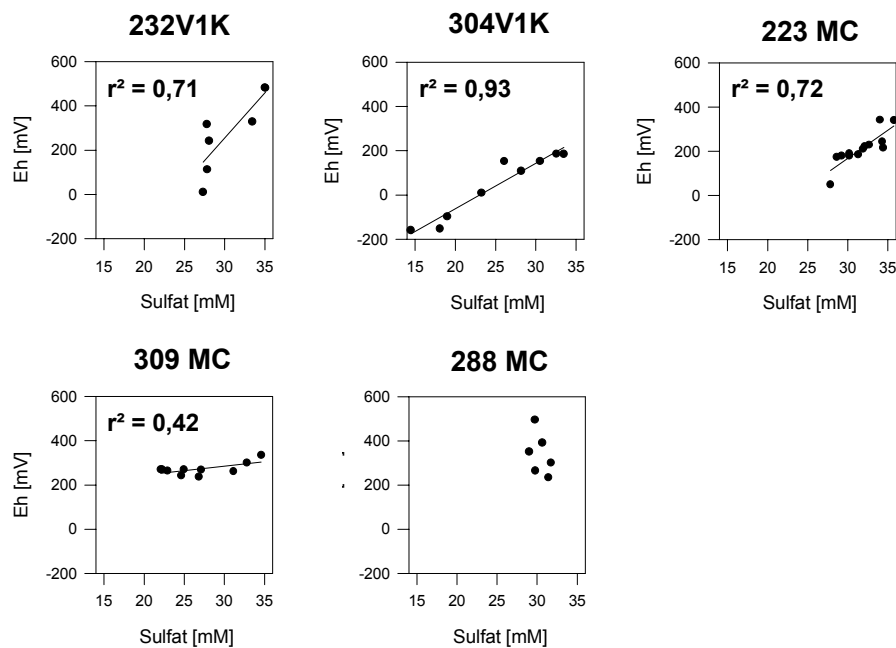 232V1K
304V1K
223 MC
600
400
200
0
-200
Eh [mV]
r² = 0,71
15 20 25 30 35
Sulfat [mM]
600
400
200
0
-200
Eh [mV]
r² = 0,93
15 20 25 30 35
Sulfat [mM]
600
400
200
0
-200
Eh [mV]
r² = 0,72
15 20 25 30 35
Sulfat [mM]
309 MC
288 MC
600
400
200
0
-200
Eh [mV]
r² = 0,42
15 20 25 30 35
Sulfat [mM]
600
400
200
0
-200
15 20 25 30 35
Sulfat [mM]